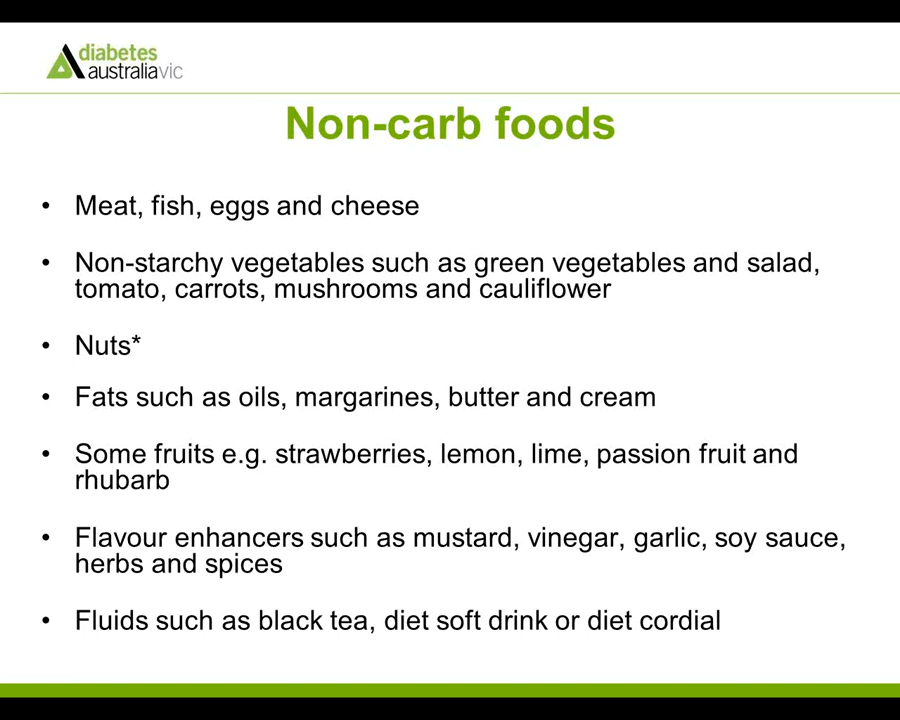 diabetes
australiavic
Non-carb foods
• Meat, fish, eggs and cheese
• Non-starchy vegetables such as green vegetables and salad,
tomato, carrots, mushrooms and cauliflower
• Nuts*
• Fats such as oils, margarines, butter and cream
• Some fruits e.g. strawberries, lemon, lime, passion fruit and
rhubarb
• Flavour enhancers such as mustard, vinegar, garlic, soy sauce,
herbs and spices
• Fluids such as black tea, diet soft drink or diet cordial